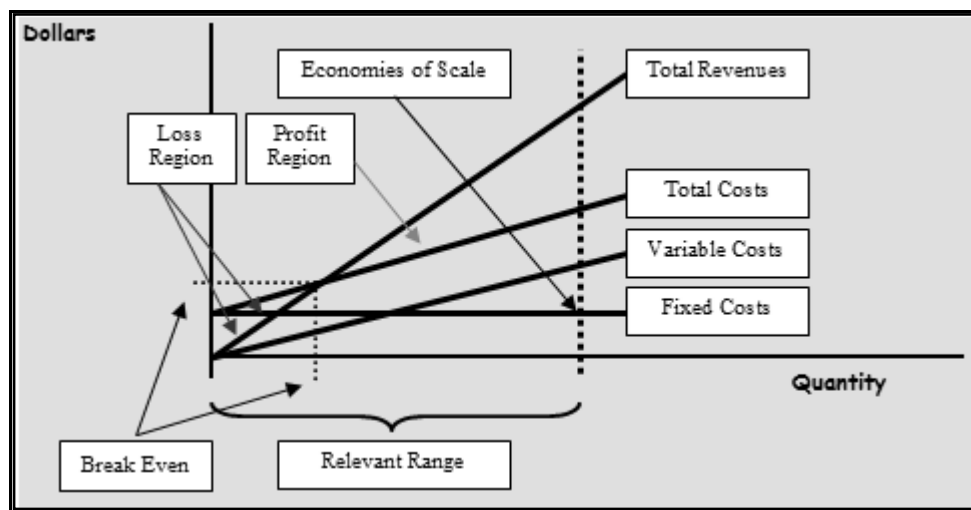 Dollars
Economies of Scale
Total Revenues
Loss
Region
Profit
Region
Total Costs
Variable Costs
Fixed Costs
Quantity
Break Even
Relevant Range